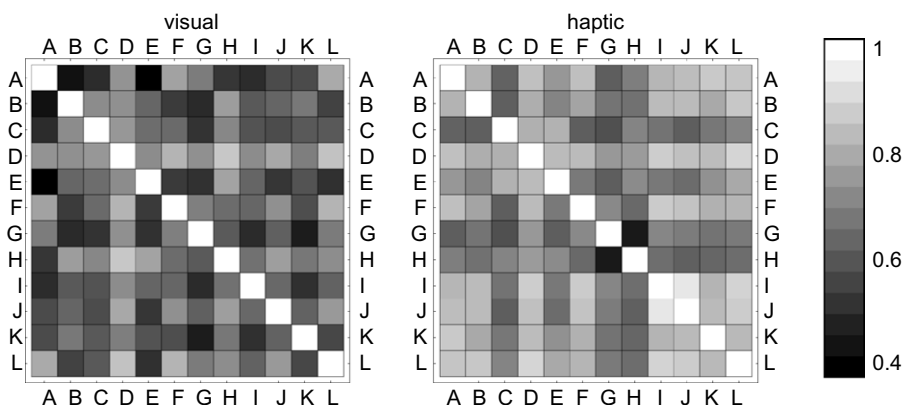 visual
haptic
A B C D E F G H I J K L
A B C D E F G H I J K L
A A A A 1
B B B B
C C C C
D D D D 0.8
E E E E
F F F F
G G G G
H H H H 0.6
I I I I
J J J J
K K K K
L L L L 0.4
A B C D E F G H I J K L
A B C D E F G H I J K L